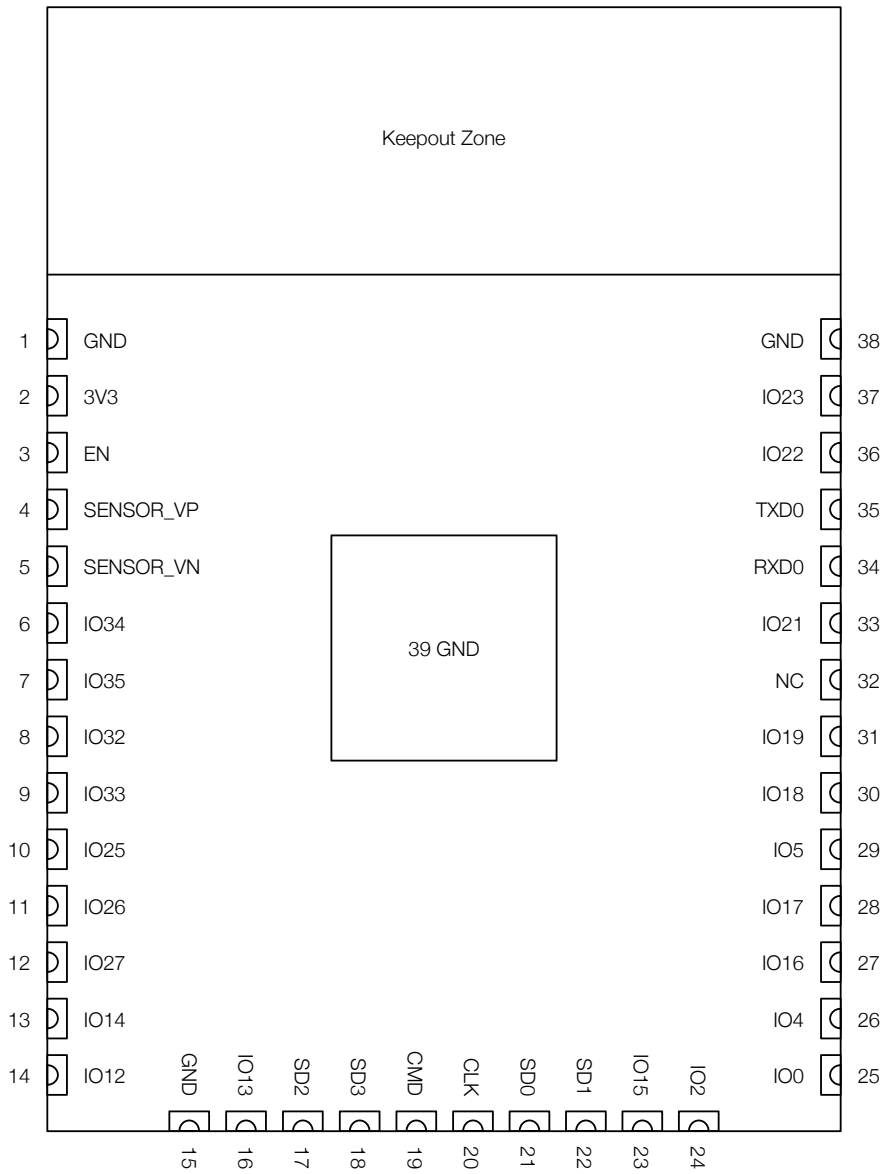 Keepout Zone
1 GND
2 3V3
3 EN
4 SENSOR_VP
5 SENSOR_VN
6 IO34
7 IO35
8 IO32
9 IO33
10 IO25
11 IO26
12 IO27
13 IO14
14 IO12
39 GND
GND 38
IO23 37
IO22 36
TXD0 35
RXD0 34
IO21 33
NC 32
IO19 31
IO18 30
IO5 29
IO17 28
IO16 27
IO4 26
IO0 25
GND 15
IO13 16
SD2 17
SD3 18
CMD 19
CLK 20
SD0 21
SD1 22
IO15 23
IO2 24